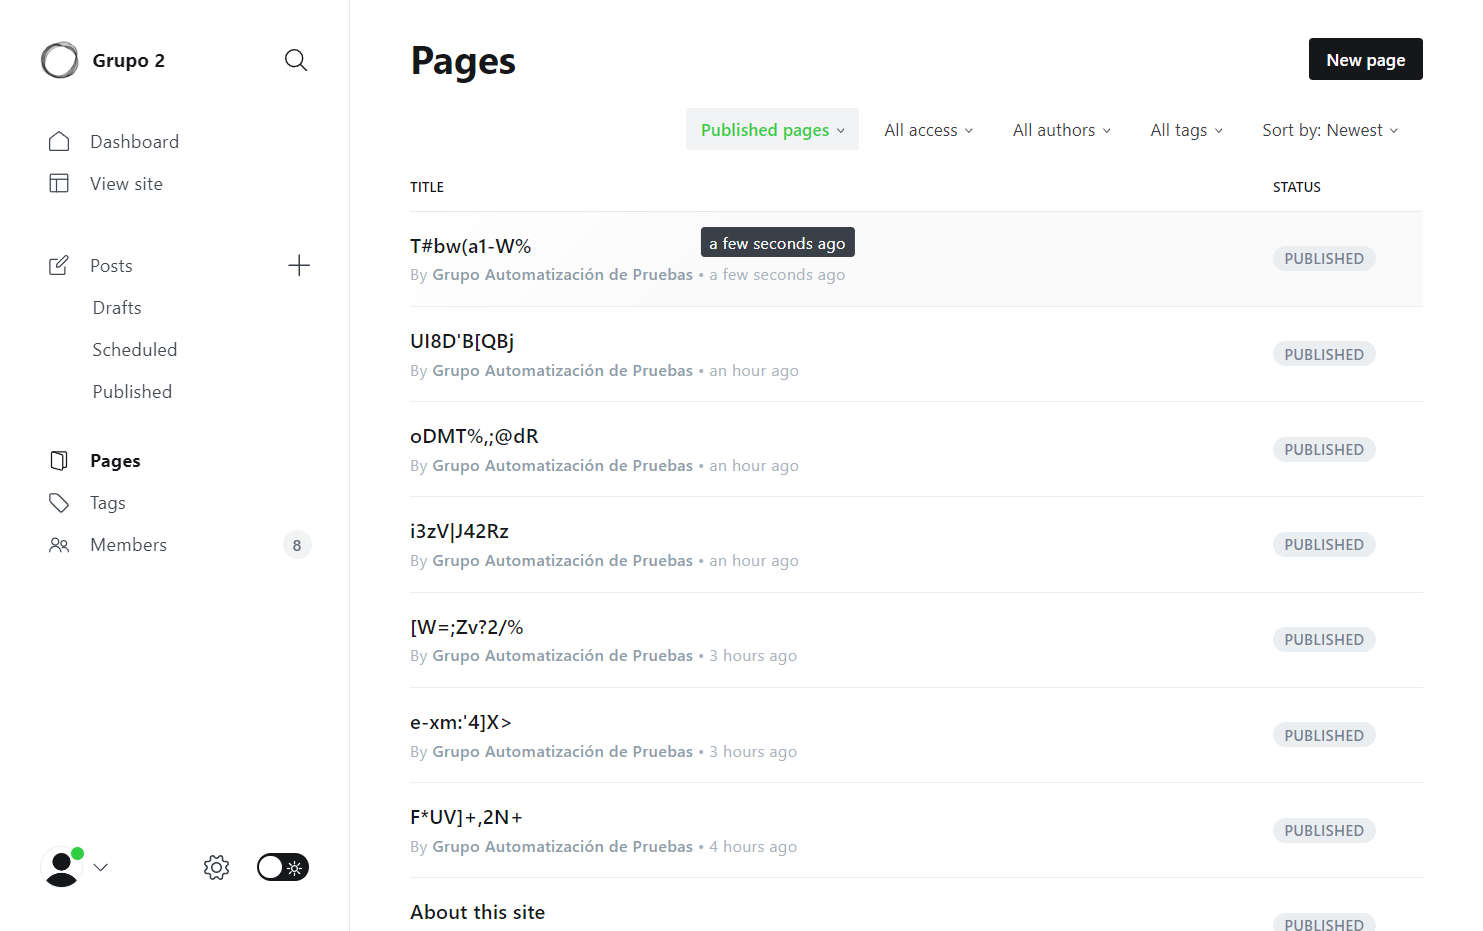 Grupo 2
Dashboard
View site
Posts
Drafts
Scheduled
Published
Pages
Tags
Members 8
Pages
New page
Published pages All access All authors All tags Sort by: Newest
TITLE STATUS
a few seconds ago
T#bw(a1-W%
By Grupo Automatización de Pruebas • a few seconds ago
PUBLISHED
UI8D'B[QBj
By Grupo Automatización de Pruebas • an hour ago
PUBLISHED
oDMT%,;@dR
By Grupo Automatización de Pruebas • an hour ago
PUBLISHED
i3zV|J42Rz
By Grupo Automatización de Pruebas • an hour ago
PUBLISHED
[W=;Zv?2/%
By Grupo Automatización de Pruebas • 3 hours ago
PUBLISHED
e-xm:'4]X>
By Grupo Automatización de Pruebas • 3 hours ago
PUBLISHED
F*UV]+,2N+
By Grupo Automatización de Pruebas • 4 hours ago
PUBLISHED
About this site
PUBLISHED